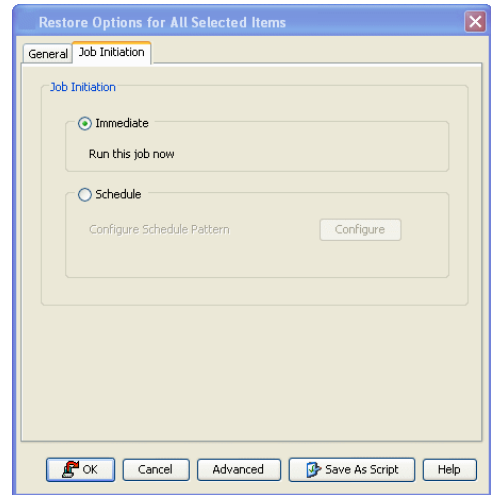 Restore Options for All Selected Items
General Job Initiation
Job Initiation
Immediate
Run this job now
Schedule
Configure Schedule Pattern Configure
OK Cancel Advanced Save As Script Help